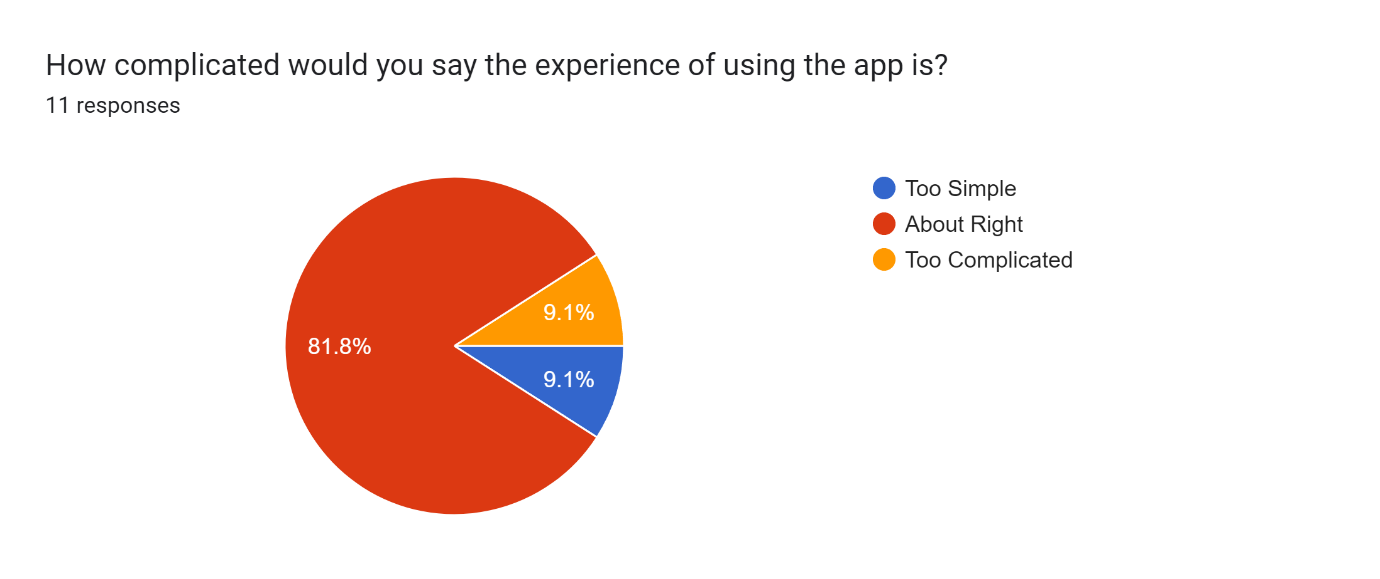 How complicated would you say the experience of using the app is?
11 responses
Too Simple
About Right
Too Complicated
81.8%
9.1%
9.1%